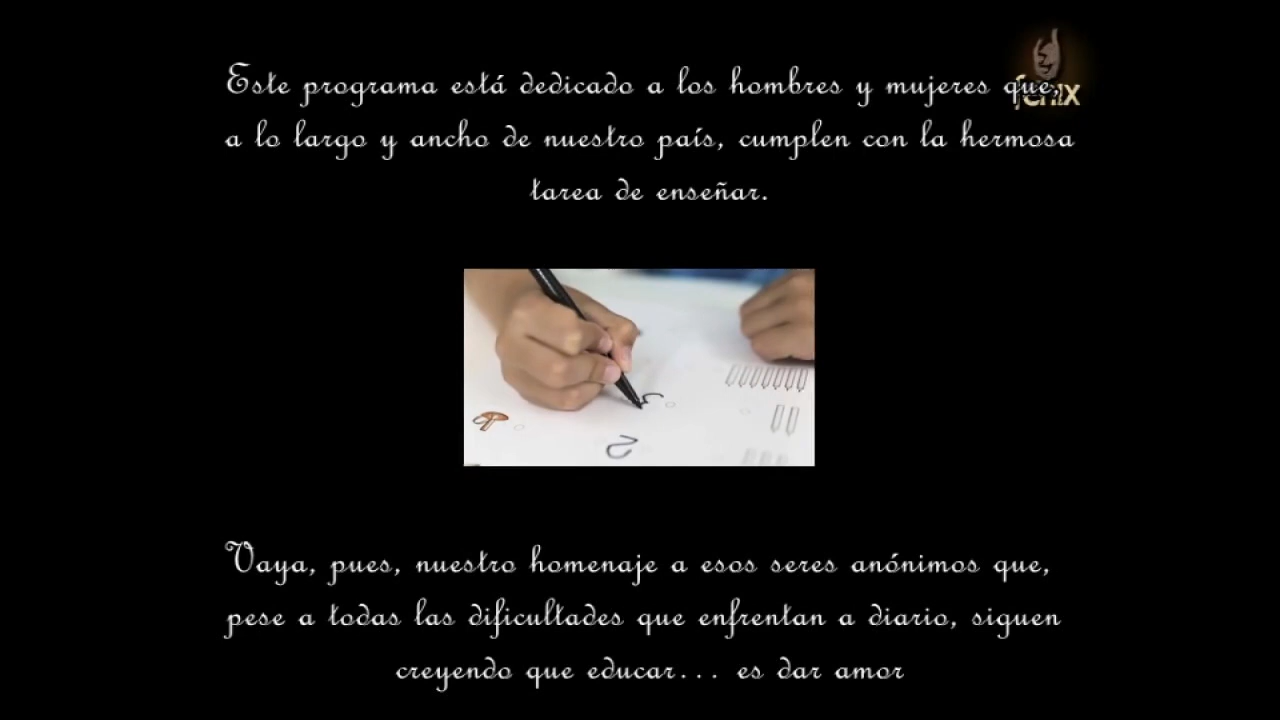 Este programa está dedicado a los hombres y mujeres que,
fenix
a lo largo y ancho de nuestro país, cumplen con la hermosa
tarea de enseñar.
2
Vaya, pues, nuestro homenaje a esos seres anónimos que,
pese a todas las dificultades que enfrentan a diario, siguen
creyendo que educar... es dar amor